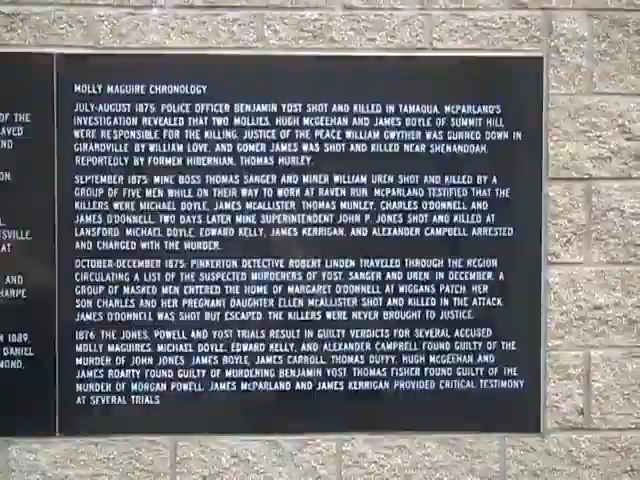 OF THE
AVED
ND
ON
L
SVILLE
AT
AND
HARPE
N 1889,
DANIEL
MOND,
MOLLY MAGUIRE CHRONOLOGY
JULY-AUGUST 1875: POLICE OFFICER BENJAMIN YOST SHOT AND KILLED IN TAMAQUA. McPARLAND'S
INVESTIGATION REVEALED THAT TWO MOLLIES, HUGH McGEEHAN AND JAMES BOYLE OF SUMMIT HILL
WERE RESPONSIBLE FOR THE KILLING. JUSTICE OF THE PEACE WILLIAM GWYTHER WAS GUNNED DOWN IN
GIRARDVILLE BY WILLIAM LOVE, AND GOMER JAMES WAS SHOT AND KILLED NEAR SHENANDOAH,
REPORTEDLY BY FORMER HIBERNIAN, THOMAS HURLEY.
SEPTEMBER 1875: MINE BOSS THOMAS SANGER AND MINER WILLIAM UREN SHOT AND KILLED BY A
GROUP OF FIVE MEN WHILE ON THEIR WAY TO WORK AT RAVEN RUN. McPARLAND TESTIFIED THAT THE
KILLERS WERE MICHAEL DOYLE, JAMES McALLISTER, THOMAS MUNLEY, CHARLES O'DONNELL AND
JAMES O'DONNELL. TWO DAYS LATER MINE SUPERINTENDENT JOHN P. JONES SHOT AND KILLED AT
LANSFORD. MICHAEL DOYLE, EDWARD KELLY, JAMES KERRIGAN, AND ALEXANDER CAMPBELL ARRESTED
AND CHARGED WITH THE MURDER.
OCTOBER-DECEMBER 1875: PINKERTON DETECTIVE ROBERT LINDEN TRAVELED THROUGH THE REGION
CIRCULATING A LIST OF THE SUSPECTED MURDERERS OF YOST, SANGER AND UREN. IN DECEMBER, A
GROUP OF MASKED MEN ENTERED THE HOME OF MARGARET O'DONNELL AT WIGGANS PATCH. HER
SON CHARLES AND HER PREGNANT DAUGHTER ELLEN McALLISTER SHOT AND KILLED IN THE ATTACK.
JAMES O'DONNELL WAS SHOT BUT ESCAPED. THE KILLERS WERE NEVER BROUGHT TO JUSTICE.
1876: THE JONES, POWELL AND YOST TRIALS RESULT IN GUILTY VERDICTS FOR SEVERAL ACCUSED
MOLLY MAGUIRES. MICHAEL DOYLE, EDWARD KELLY, AND ALEXANDER CAMPBELL FOUND GUILTY OF THE
MURDER OF JOHN JONES. JAMES BOYLE, JAMES CARROLL, THOMAS DUFFY, HUGH McGEEHAN AND
JAMES ROARTY FOUND GUILTY OF MURDERING BENJAMIN YOST. THOMAS FISHER FOUND GUILTY OF THE
MURDER OF MORGAN POWELL. JAMES McPARLAND AND JAMES KERRIGAN PROVIDED CRITICAL TESTIMONY
AT SEVERAL TRIALS.